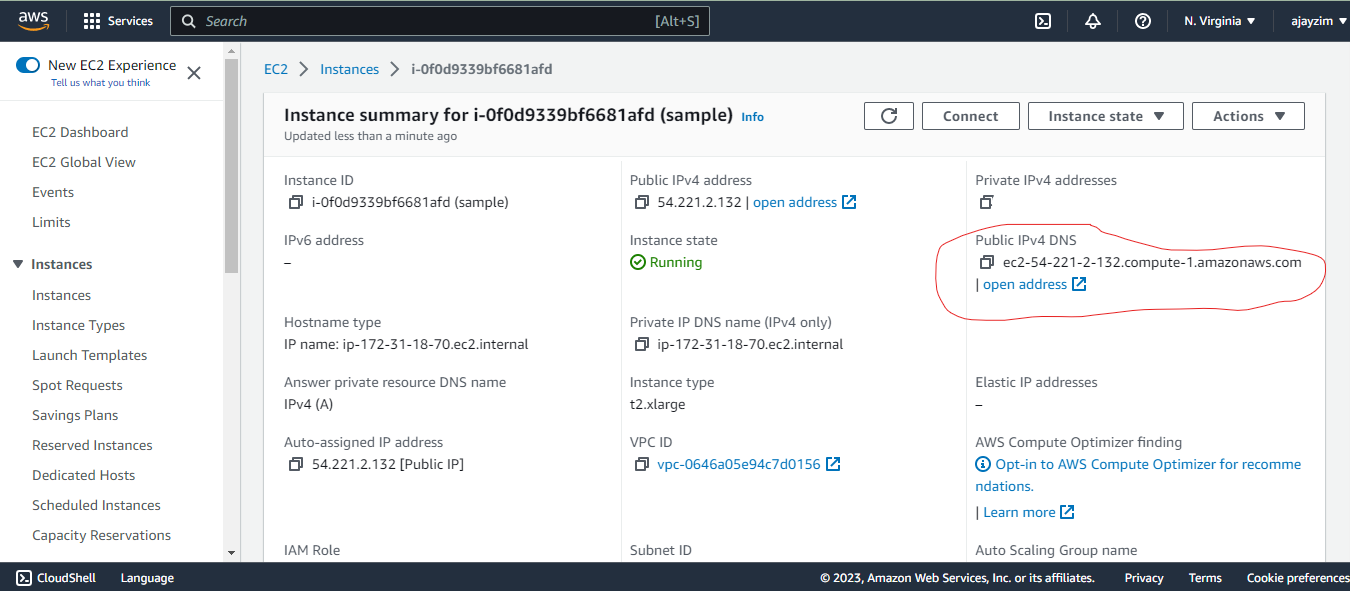 aws
Services
Search
[Alt+S]
N. Virginia
ajayzim
New EC2 Experience
Tell us what you think
EC2 Dashboard
EC2 Global View
Events
Limits
Instances
Instances
Instance Types
Launch Templates
Spot Requests
Savings Plans
Reserved Instances
Dedicated Hosts
Scheduled Instances
Capacity Reservations
EC2 > Instances > i-0f0d9339bf6681afd
Instance summary for i-0f0d9339bf6681afd (sample) Info
Updated less than a minute ago
Connect
Instance state
Actions
Instance ID
i-0f0d9339bf6681afd (sample)
Public IPv4 address
54.221.2.132 | open address
Private IPv4 addresses
IPv6 address
–
Instance state
Running
Public IPv4 DNS
ec2-54-221-2-132.compute-1.amazonaws.com
| open address
Hostname type
IP name: ip-172-31-18-70.ec2.internal
Private IP DNS name (IPv4 only)
ip-172-31-18-70.ec2.internal
Answer private resource DNS name
IPv4 (A)
Instance type
t2.xlarge
Elastic IP addresses
–
Auto-assigned IP address
54.221.2.132 [Public IP]
VPC ID
vpc-0646a05e94c7d0156
AWS Compute Optimizer finding
Opt-in to AWS Compute Optimizer for recomme
ndations.
| Learn more
IAM Role
Subnet ID
Auto Scaling Group name
CloudShell
Language
© 2023, Amazon Web Services, Inc. or its affiliates.
Privacy
Terms
Cookie preferences